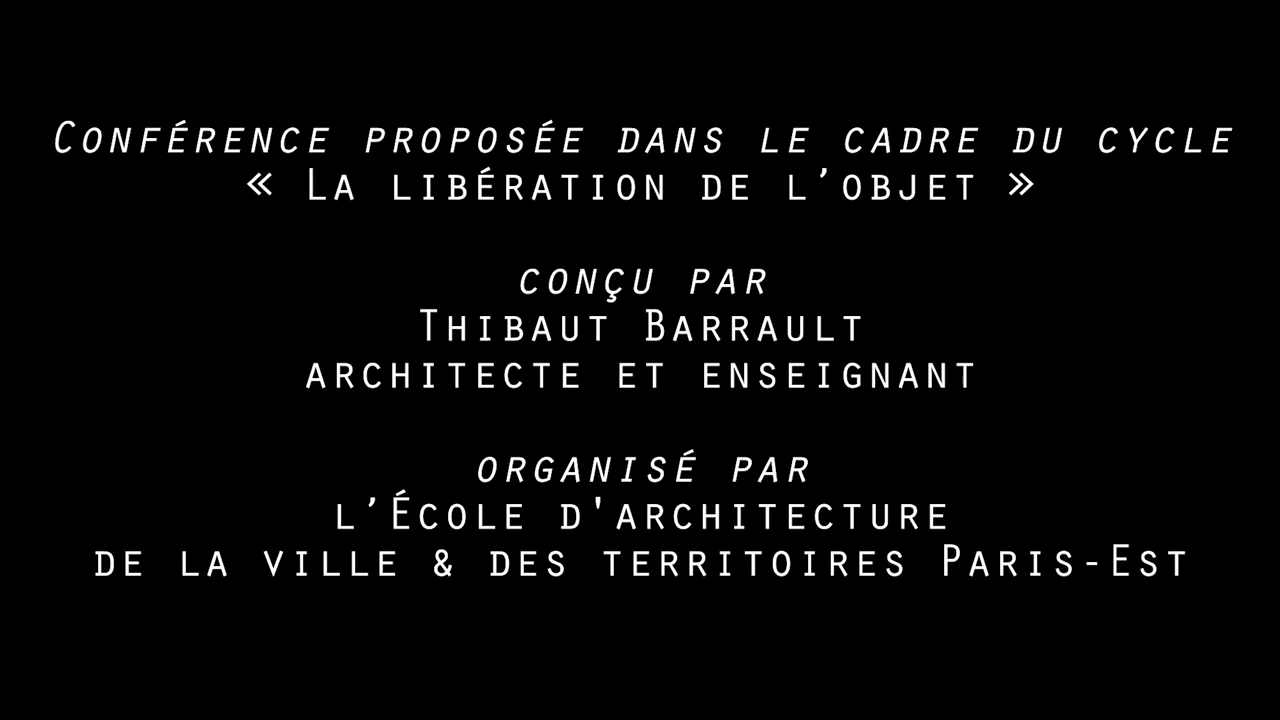 Conférence proposée dans le cadre du cycle
« La libération de l’objet »
conçu par
Thibaut Barrault
architecte et enseignant
organisé par
l’École d'architecture
de la ville & des territoires Paris-Est